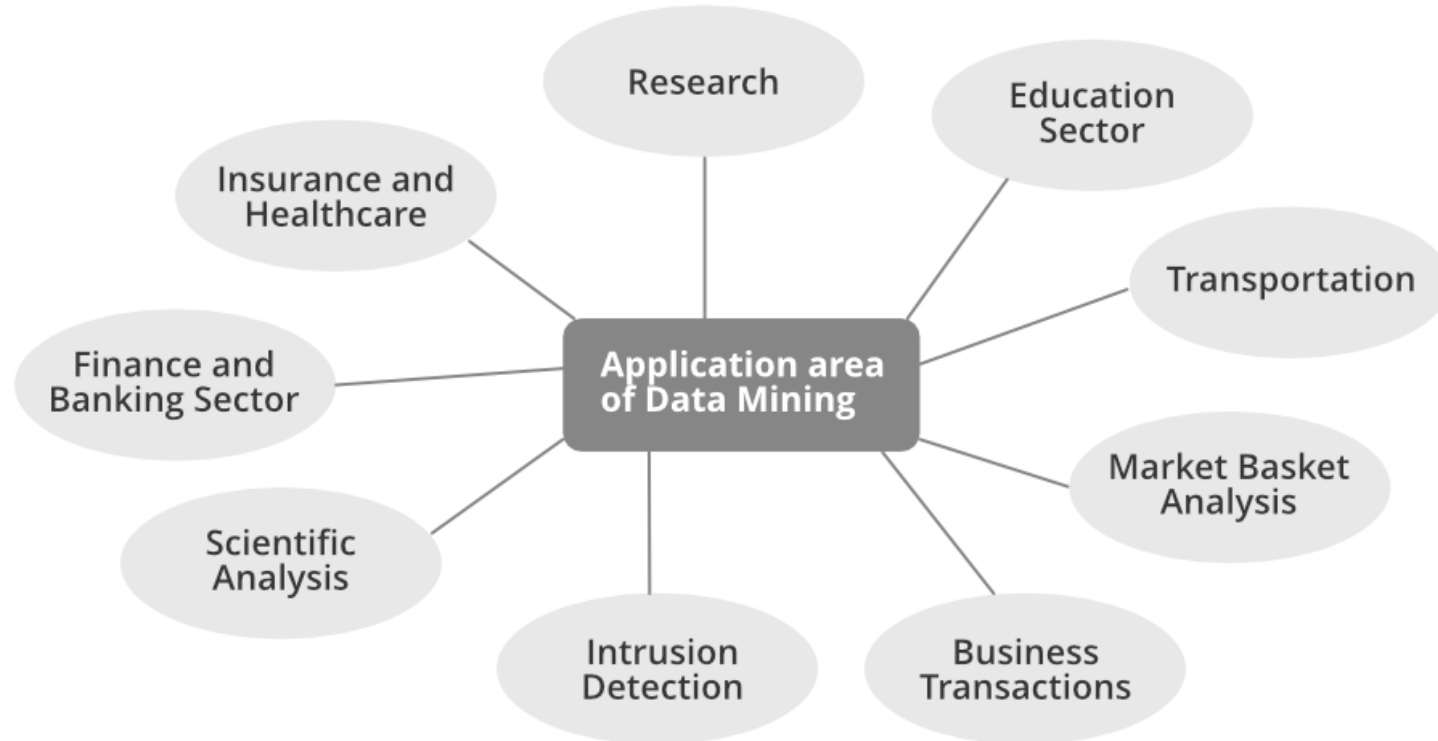 Research
Education
Sector
Insurance and
Healthcare
Transportation
Application area
of Data Mining
Finance and
Banking Sector
Market Basket
Analysis
Scientific
Analysis
Intrusion
Detection
Business
Transactions